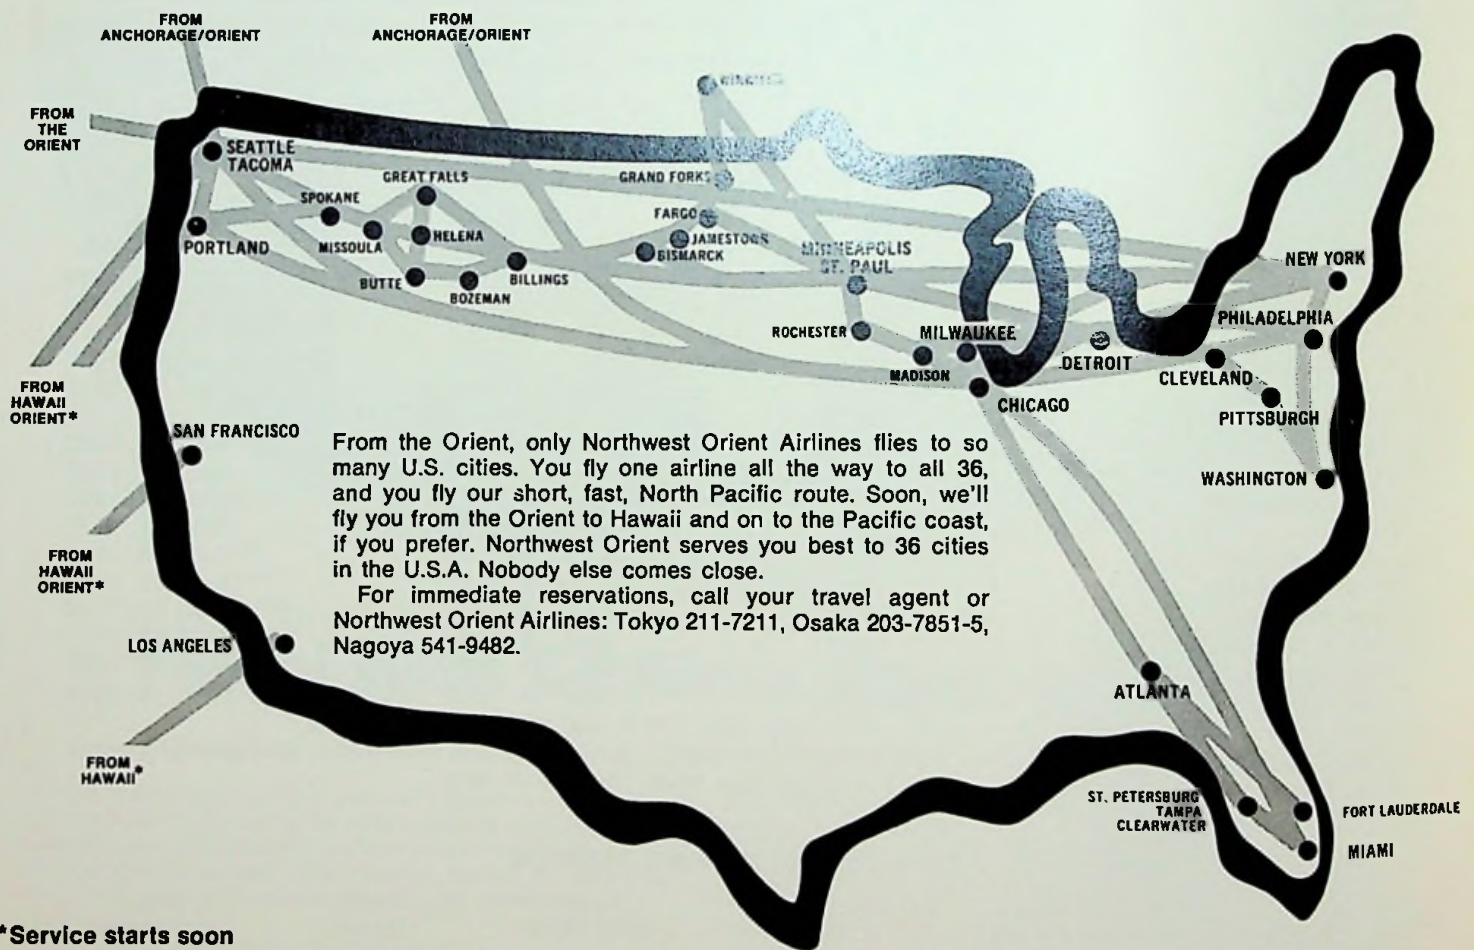 FROM
ANCHORAGE/ORIENT
FROM
ANCHORAGE/ORIENT
FROM
THE
ORIENT
WINNIPEG
SEATTLE
TACOMA
GREAT FALLS
GRAND FORKS
SPOKANE
FARGO
PORTLAND
MISSOULA
HELENA
JAMESTOWN
BISMARCK
MINNEAPOLIS
ST. PAUL
NEW YORK
BUTTE
BOZEMAN
BILLINGS
ROCHESTER
MILWAUKEE
PHILADELPHIA
MADISON
DETROIT
CLEVELAND
CHICAGO
PITTSBURGH
WASHINGTON
FROM
HAWAII
ORIENT*
SAN FRANCISCO
FROM
HAWAII
ORIENT*
LOS ANGELES
FROM
HAWAII*
From the Orient, only Northwest Orient Airlines flies to so
many U.S. cities. You fly one airline all the way to all 36,
and you fly our short, fast, North Pacific route. Soon, we'll
fly you from the Orient to Hawaii and on to the Pacific coast,
if you prefer. Northwest Orient serves you best to 36 cities
in the U.S.A. Nobody else comes close.
For immediate reservations, call your travel agent or
Northwest Orient Airlines: Tokyo 211-7211, Osaka 203-7851-5,
Nagoya 541-9482.
ATLANTA
ST. PETERSBURG
TAMPA
CLEARWATER
FORT LAUDERDALE
MIAMI
*Service starts soon